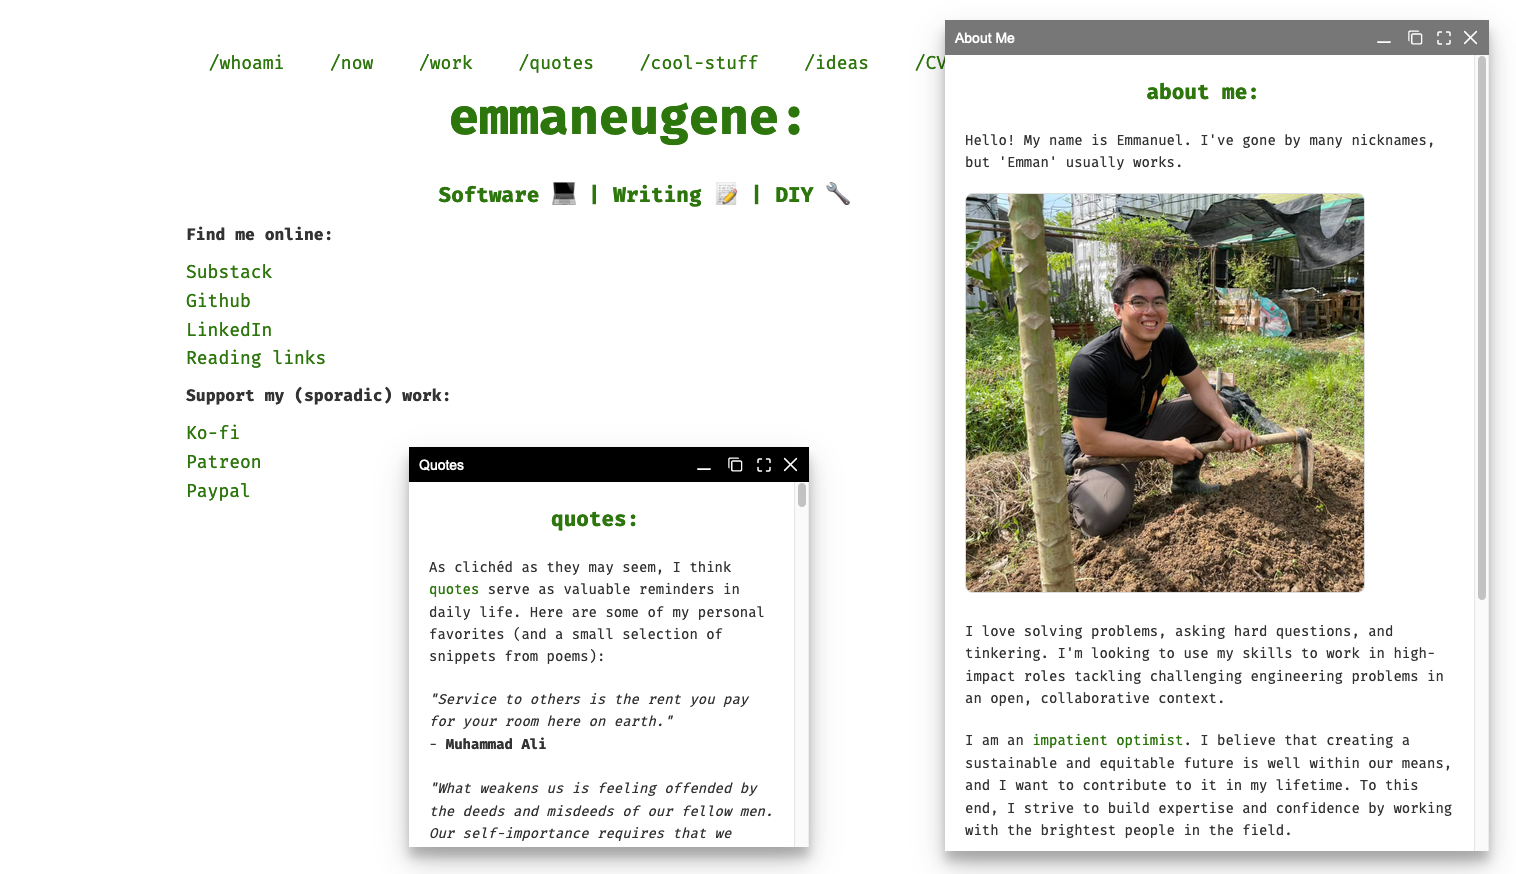 /whoami /now /work /quotes /cool-stuff /ideas /CV
emmaneugene:
Software 💻 | Writing 📝 | DIY 🔧
Find me online:
Substack
Github
LinkedIn
Reading links
Support my (sporadic) work:
Ko-fi
Patreon
Paypal
Quotes
quotes:
As clichéd as they may seem, I think
quotes serve as valuable reminders in
daily life. Here are some of my personal
favorites (and a small selection of
snippets from poems):
"Service to others is the rent you pay
for your room here on earth."
- Muhammad Ali
"What weakens us is feeling offended by
the deeds and misdeeds of our fellow men.
Our self-importance requires that we
About Me
about me:
Hello! My name is Emmanuel. I've gone by many nicknames,
but 'Emman' usually works.
I love solving problems, asking hard questions, and
tinkering. I'm looking to use my skills to work in high-
impact roles tackling challenging engineering problems in
an open, collaborative context.
I am an impatient optimist. I believe that creating a
sustainable and equitable future is well within our means,
and I want to contribute to it in my lifetime. To this
end, I strive to build expertise and confidence by working
with the brightest people in the field.